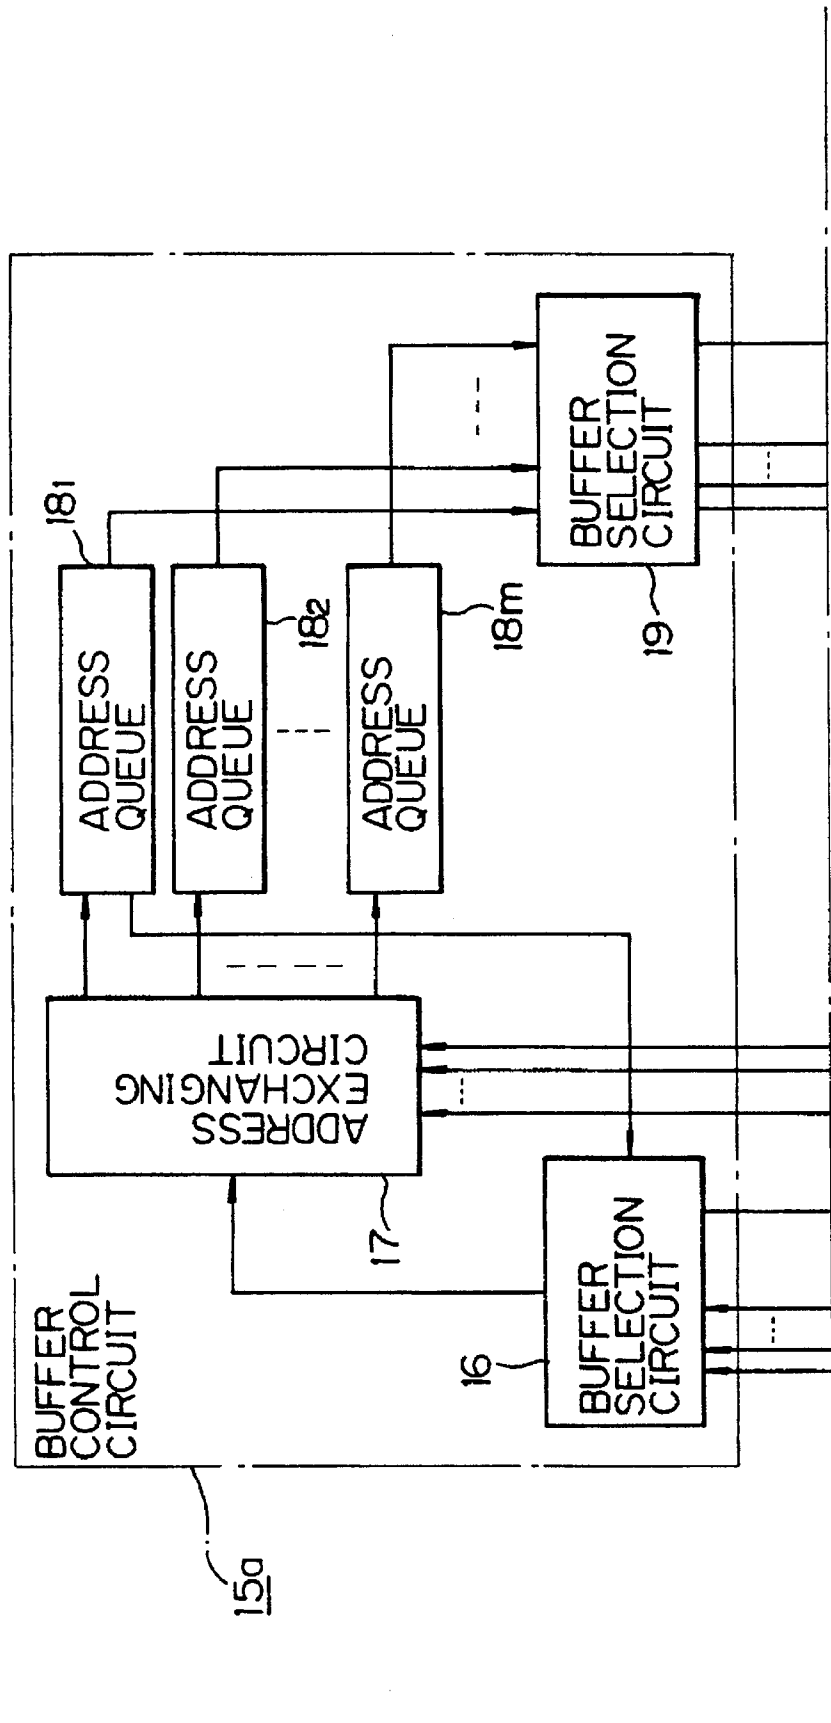 BUFFER
CONTROL
CIRCUIT
15a
ADDRESS
EXCHANGING
CIRCUIT
17
ADDRESS
QUEUE
18₁
ADDRESS
QUEUE
18₂
ADDRESS
QUEUE
18m
16
BUFFER
SELECTION
CIRCUIT
19
BUFFER
SELECTION
CIRCUIT